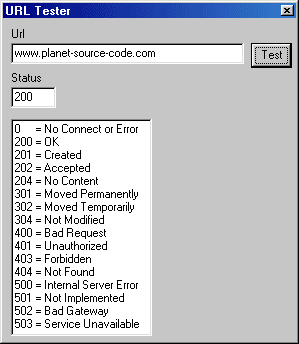 URL Tester
Url
www.planet-source-code.com
Test
Status
200
0 = No Connect or Error
200 = OK
201 = Created
202 = Accepted
204 = No Content
301 = Moved Permanently
302 = Moved Temporarily
304 = Not Modified
400 = Bad Request
401 = Unauthorized
403 = Forbidden
404 = Not Found
500 = Internal Server Error
501 = Not Implemented
502 = Bad Gateway
503 = Service Unavailable